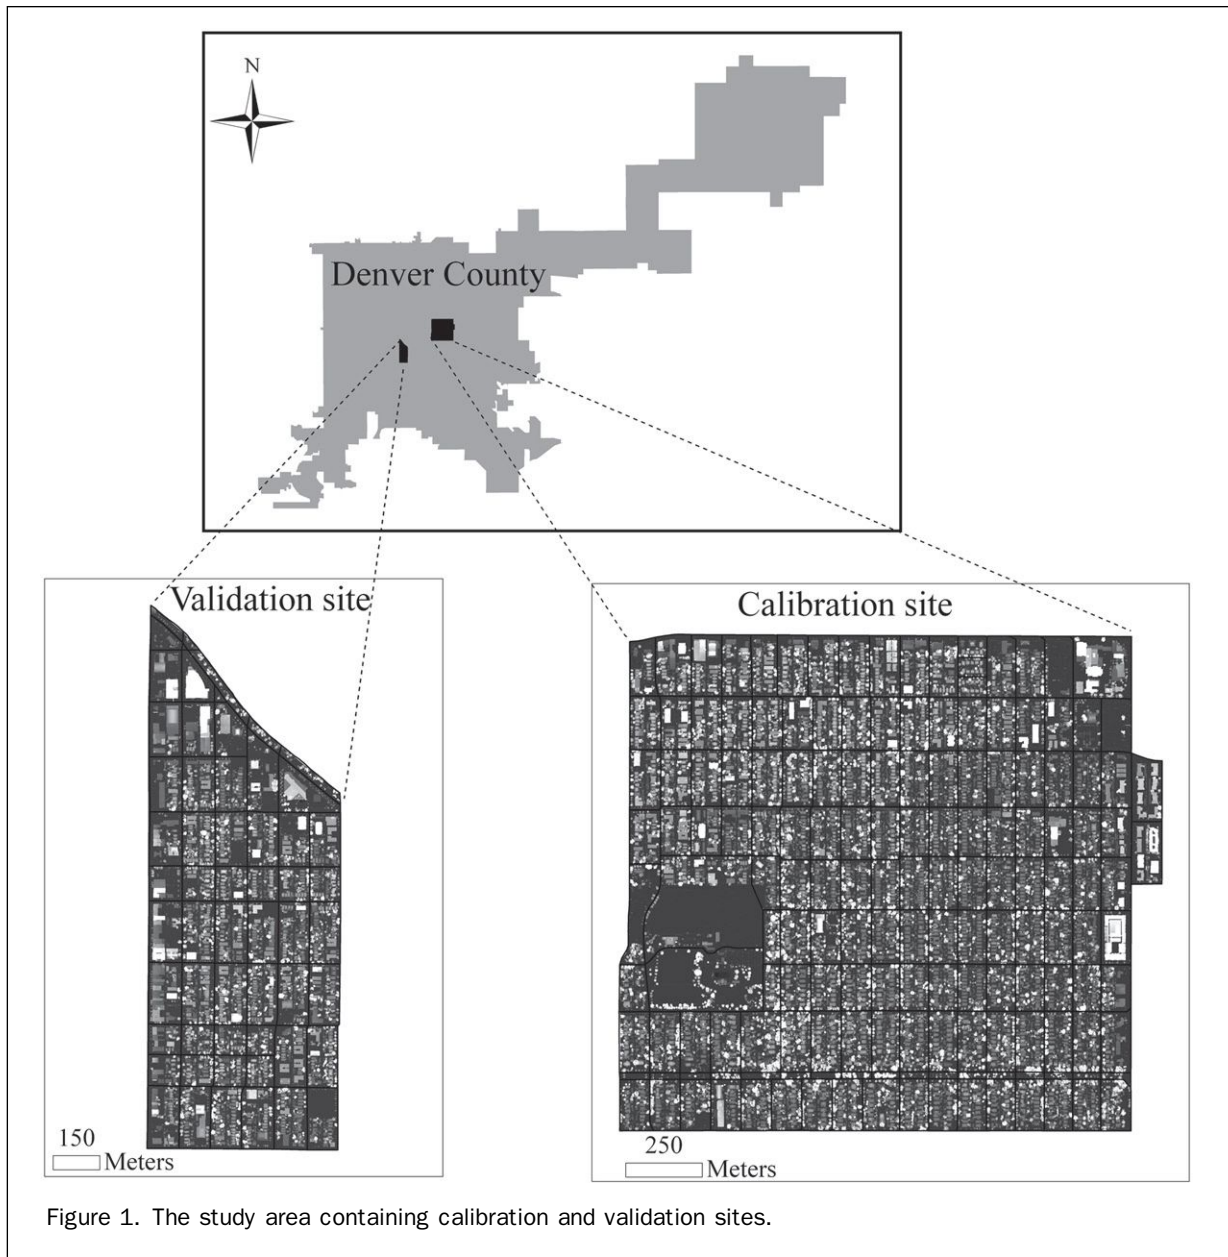 N
Denver County
Validation site
Calibration site
150
Meters
250
Meters
Figure 1. The study area containing calibration and validation sites.